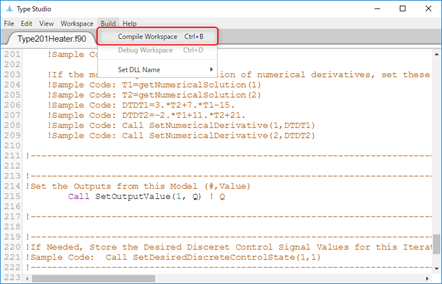 Type Studio
File Edit View Workspace Build Help
Type201Heater.f90
Compile Workspace Ctrl+B
Debug Workspace Ctrl+D
Set DLL Name
201 !Sample Co
202
203 !If the mo ion of numerical derivatives, set these
204 !Sample Code: T1=getNumericalSolution(1)
205 !Sample Code: T2=getNumericalSolution(2)
206 !Sample Code: DTDT1=3.*T2+7.*T1-15.
207 !Sample Code: DTDT2=-2.*T1+11.*T2+21.
208 !Sample Code: Call SetNumericalDerivative(1,DTDT1)
209 !Sample Code: Call SetNumericalDerivative(2,DTDT2)
210
211 !-----------------------------------------------------------
212
213 !-----------------------------------------------------------
214 !Set the Outputs from this Model (#,Value)
215 Call SetOutputValue(1, Q) ! Q
216
217 !-----------------------------------------------------------
218
219 !-----------------------------------------------------------
220 !If Needed, Store the Desired Disceret Control Signal Values for this Iterat
221 !Sample Code: Call SetDesiredDiscreteControlState(1,1)
222 !-----------------------------------------------------------
223